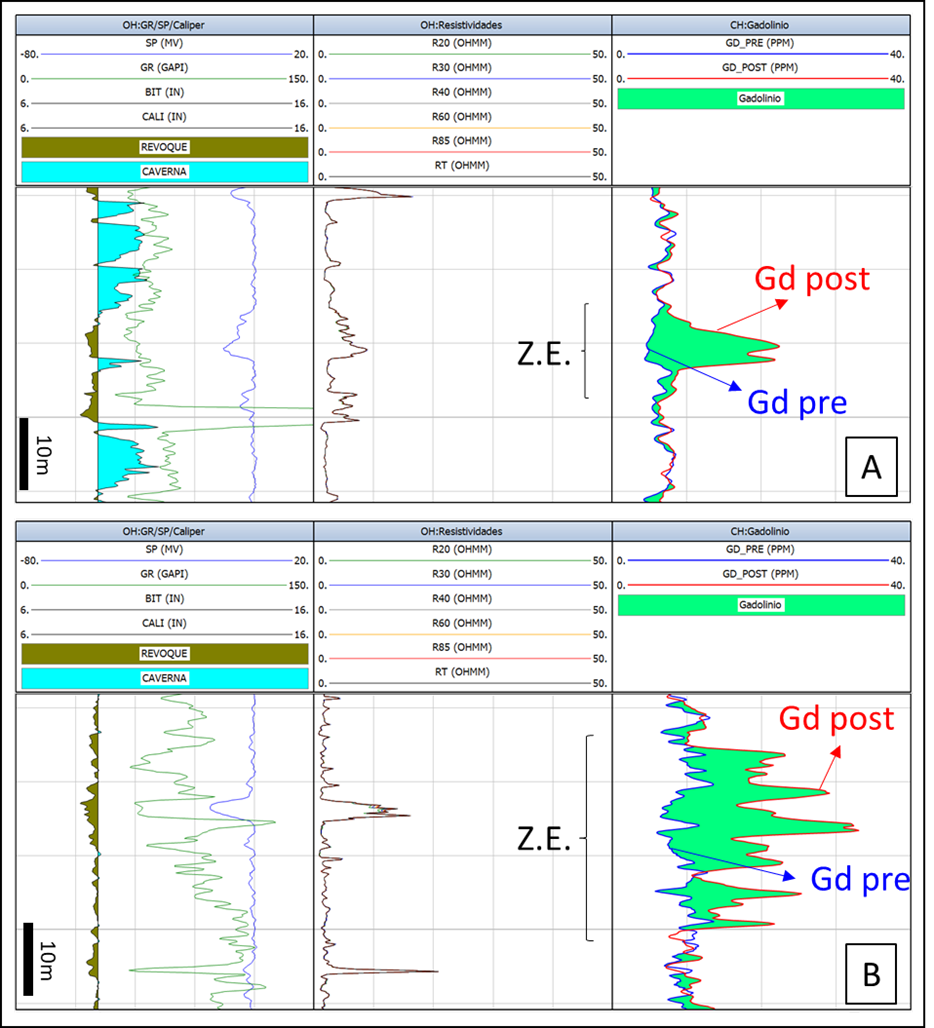 OH:GR/SP/Caliper OH:Resistividades CH:Gadolinio
SP (MV) R20 (OHMM) GD_PRE (PPM)
-80. 20. 0. 50. 0. 40.
GR (GAPI) R30 (OHMM) GD_POST (PPM)
0. 150. 0. 50. 0. 40.
BIT (IN) R40 (OHMM) Gadolinio
6. 16. 0. 50.
CALI (IN) R60 (OHMM)
6. 16. 0. 50.
REVOQUE R85 (OHMM)
0. 50.
CAVERNA RT (OHMM)
0. 50.
Gd post
Z.E.
Gd pre
10m
A
OH:GR/SP/Caliper OH:Resistividades CH:Gadolinio
SP (MV) R20 (OHMM) GD_PRE (PPM)
-80. 20. 0. 50. 0. 40.
GR (GAPI) R30 (OHMM) GD_POST (PPM)
0. 150. 0. 50. 0. 40.
BIT (IN) R40 (OHMM) Gadolinio
6. 16. 0. 50.
CALI (IN) R60 (OHMM)
6. 16. 0. 50.
REVOQUE R85 (OHMM)
0. 50.
CAVERNA RT (OHMM)
0. 50.
Gd post
Z.E.
Gd pre
10m
B